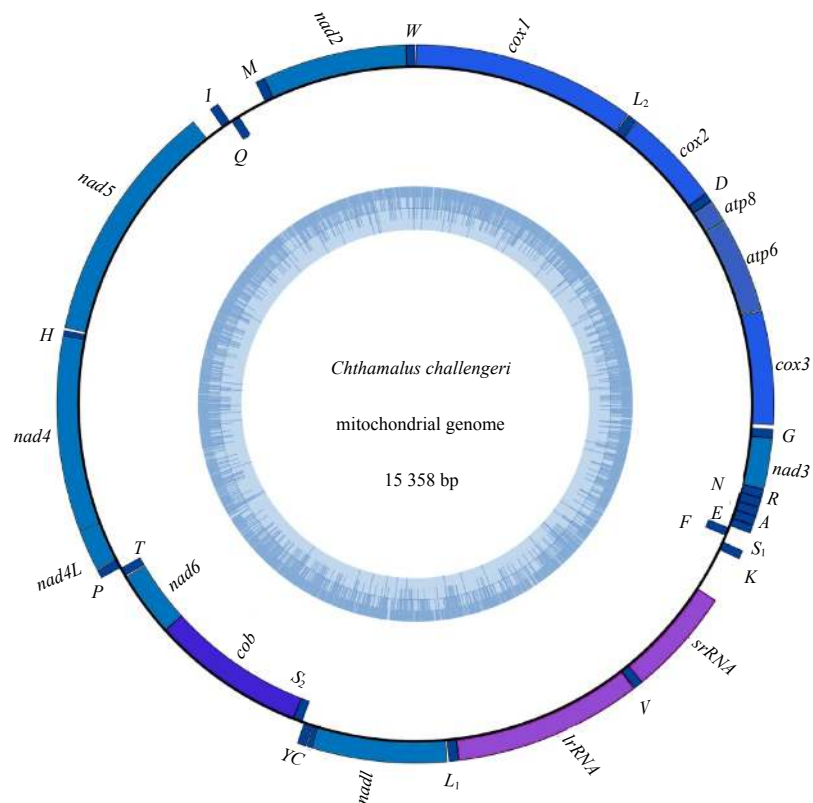 W
cox1
L2
cox2
D
atp8
atp6
cox3
G
nad3
N
R
E
A
F
S1
K
srRNA
V
lrRNA
L1
nadl
YC
S2
cob
nad6
T
P
nad4L
nad4
H
nad5
I
Q
M
nad2
Chthamalus challengeri
mitochondrial genome
15 358 bp